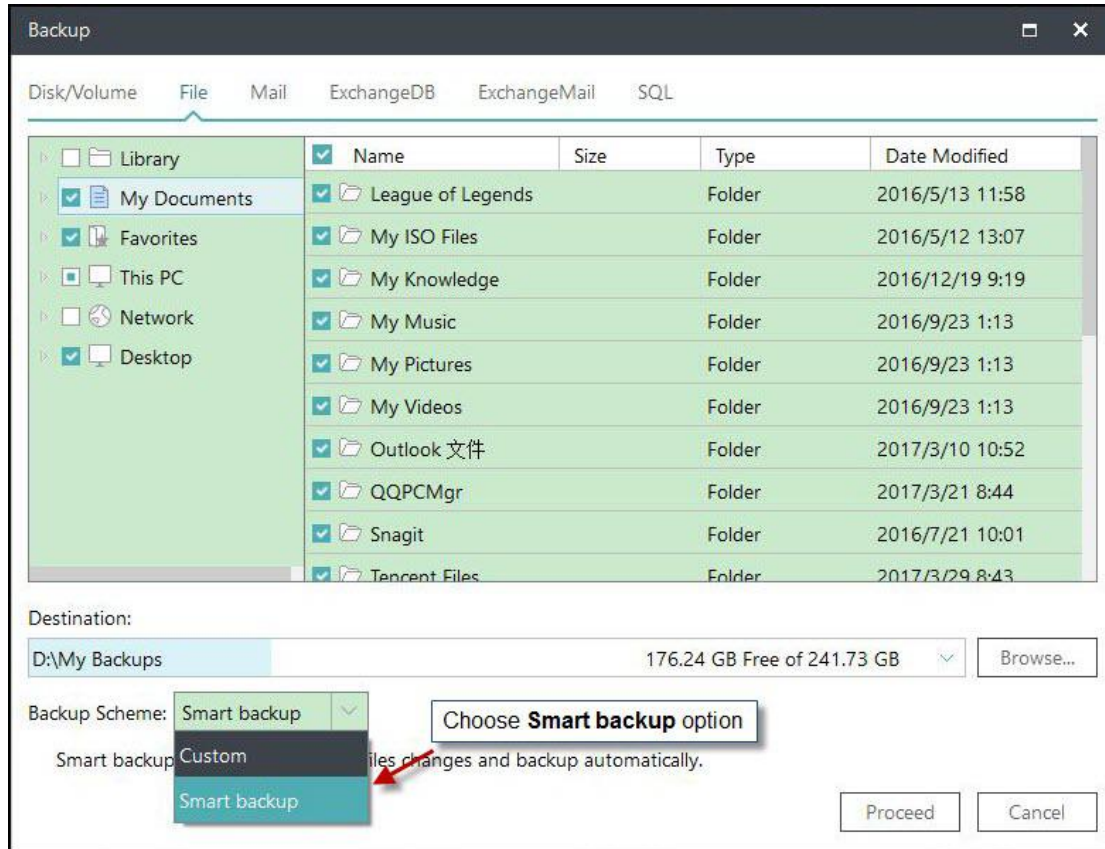 Backup
Disk/Volume File Mail ExchangeDB ExchangeMail SQL
Library
My Documents
Favorites
This PC
Network
Desktop
Name Size Type Date Modified
League of Legends Folder 2016/5/13 11:58
My ISO Files Folder 2016/5/12 13:07
My Knowledge Folder 2016/12/19 9:19
My Music Folder 2016/9/23 1:13
My Pictures Folder 2016/9/23 1:13
My Videos Folder 2016/9/23 1:13
Outlook 文件 Folder 2017/3/10 10:52
QQPCMgr Folder 2017/3/21 8:44
Snagit Folder 2016/7/21 10:01
Tencent Files Folder 2017/3/29 8:43
Destination:
D:\My Backups 176.24 GB Free of 241.73 GB Browse...
Backup Scheme: Smart backup
Choose Smart backup option
Custom
Smart backup changes and backup automatically.
Smart backup
Proceed Cancel